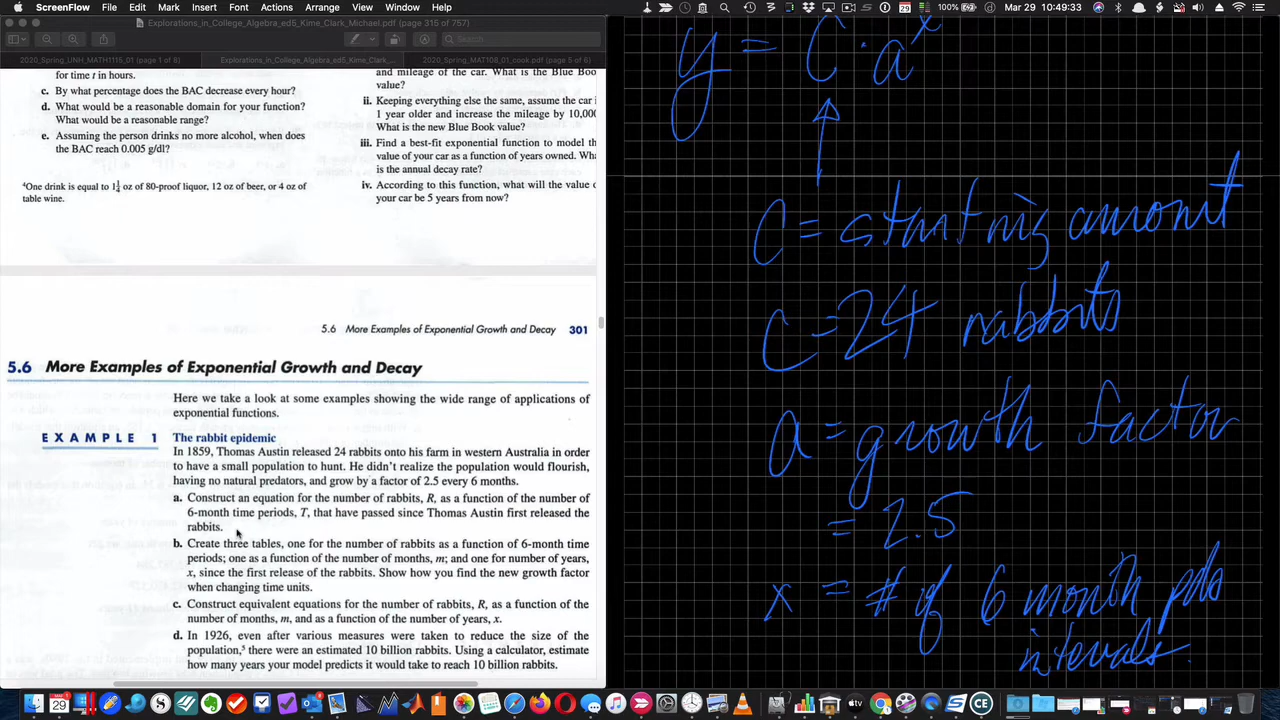 ScreenFlow File Edit Mark Insert Font Actions Arrange View Window Help 100% Mar 29 10:49:33
Explorations_in_College_Algebra_ed5_Kime_Clark_Michael.pdf (page 315 of 757)
Search
2020_Spring_UNH_MATH1115_01 (page 1 of 8) Explorations_in_College_Algebra_ed5_Kime_Clark_... 2020_Spring_MAT108_01_cook.pdf (page 5 of 6)
for time t in hours.
c. By what percentage does the BAC decrease every hour?
d. What would be a reasonable domain for your function?
What would be a reasonable range?
e. Assuming the person drinks no more alcohol, when does
the BAC reach 0.005 g/dl?
4One drink is equal to 1¼ oz of 80-proof liquor, 12 oz of beer, or 4 oz of
table wine.
and mileage of the car. What is the Blue Boo
value?
ii. Keeping everything else the same, assume the car i
1 year older and increase the mileage by 10,00
What is the new Blue Book value?
iii. Find a best-fit exponential function to model th
value of your car as a function of years owned. Wha
is the annual decay rate?
iv. According to this function, what will the value o
your car be 5 years from now?
5.6 More Examples of Exponential Growth and Decay 301
5.6 More Examples of Exponential Growth and Decay
Here we take a look at some examples showing the wide range of applications of
exponential functions.
EXAMPLE 1 The rabbit epidemic
In 1859, Thomas Austin released 24 rabbits onto his farm in western Australia in order
to have a small population to hunt. He didn't realize the population would flourish,
having no natural predators, and grow by a factor of 2.5 every 6 months.
a. Construct an equation for the number of rabbits, R, as a function of the number of
6-month time periods, T, that have passed since Thomas Austin first released the
rabbits.
b. Create three tables, one for the number of rabbits as a function of 6-month time
periods; one as a function of the number of months, m; and one for number of years,
x, since the first release of the rabbits. Show how you find the new growth factor
when changing time units.
c. Construct equivalent equations for the number of rabbits, R, as a function of the
number of months, m, and as a function of the number of years, x.
d. In 1926, even after various measures were taken to reduce the size of the
population,5 there were an estimated 10 billion rabbits. Using a calculator, estimate
how many years your model predicts it would take to reach 10 billion rabbits.
y = C · a^x
C = starting amount
C = 24 rabbits
a = growth factor
= 2.5
x = # of 6 month pds
intervals.